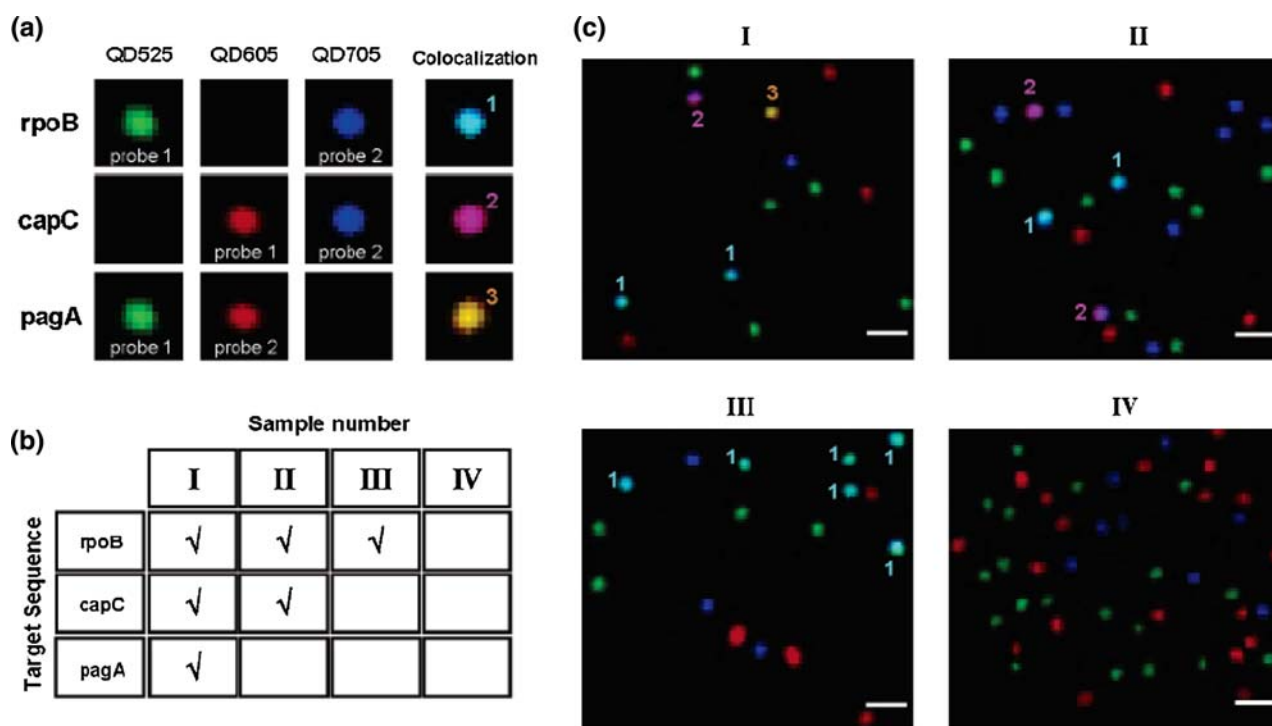 (a)
QD525 QD605 QD705 Colocalization
rpoB
probe 1 probe 2 1
capC
probe 1 probe 2 2
pagA
probe 1 probe 2 3
(b)
Sample number
I II III IV
Target Sequence
rpoB √ √ √
capC √ √
pagA √
(c)
I
2 3
1
1
II
2
1
1
2
III
1 1 1 1
1
1
IV